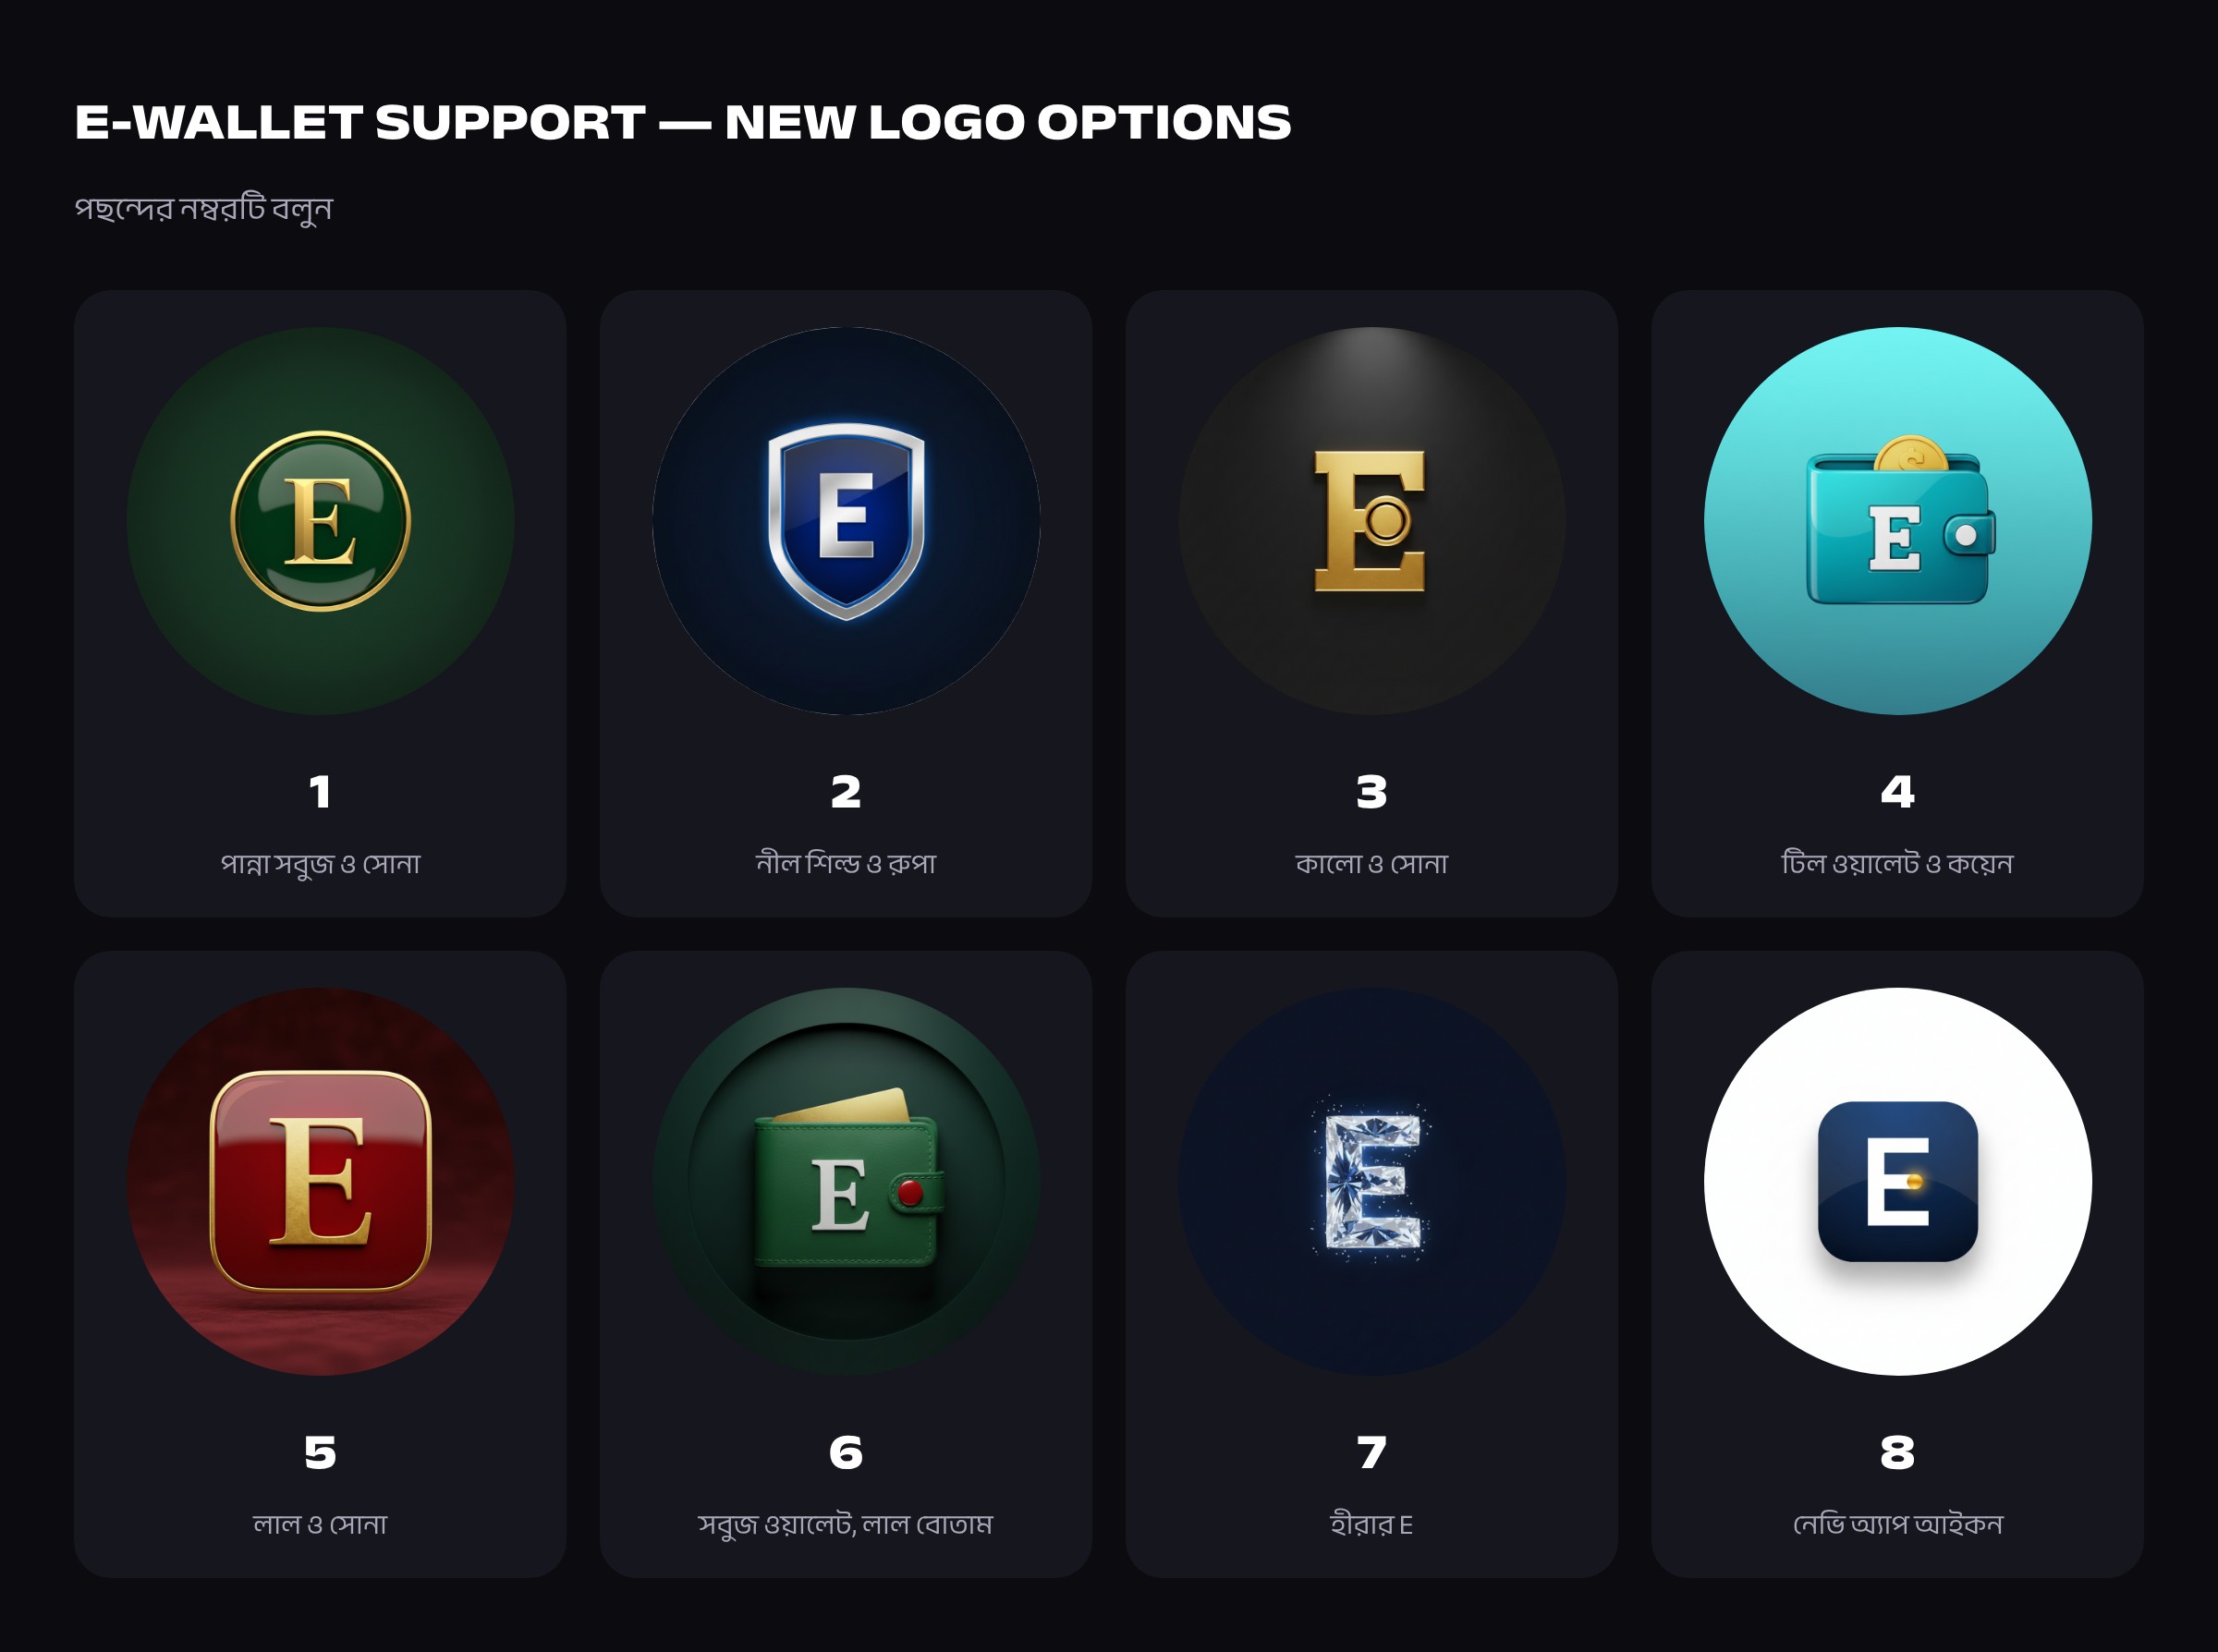 E-WALLET SUPPORT — NEW LOGO OPTIONS
পছন্দের নম্বরটি বলুন
E
E
E
$
E
1
2
3
4
পান্না সবুজ ও সোনা
নীল শিল্ড ও রুপা
কালো ও সোনা
টিল ওয়ালেট ও কয়েন
E
E
E
E
5
6
7
8
লাল ও সোনা
সবুজ ওয়ালেট, লাল বোতাম
হীরার E
নেভি অ্যাপ আইকন